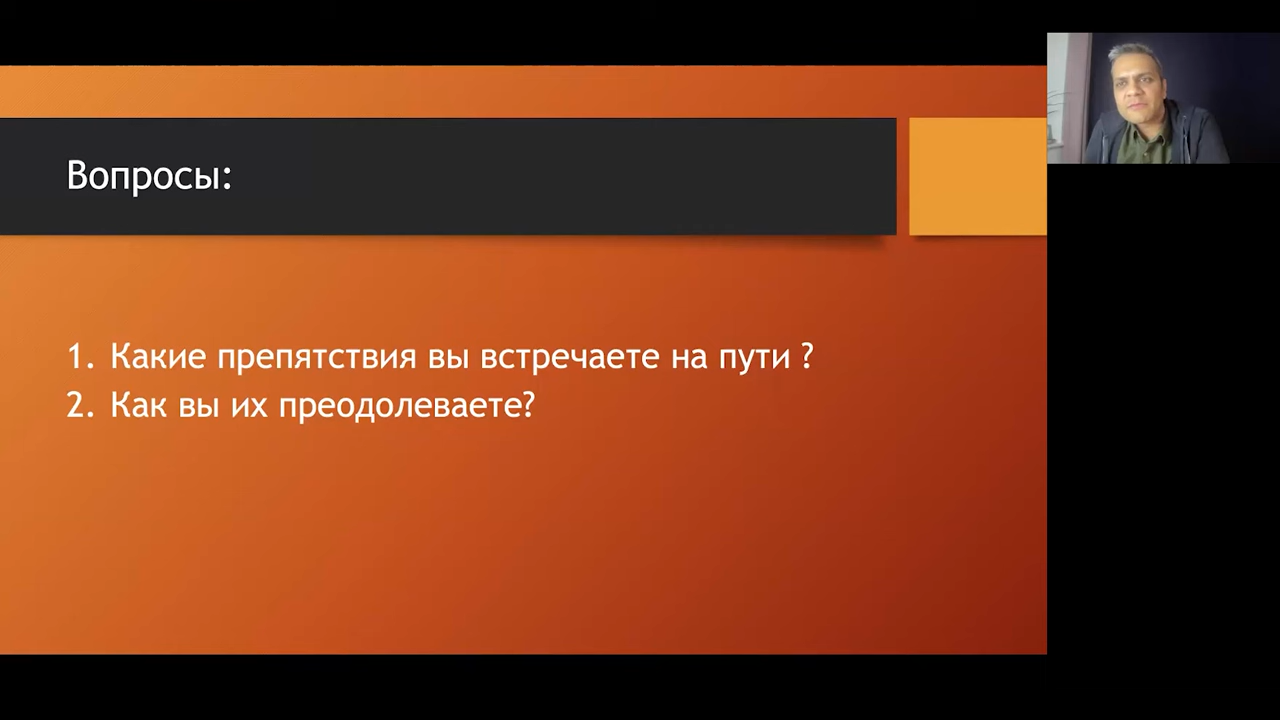 Вопросы:
1. Какие препятствия вы встречаете на пути ?
2. Как вы их преодолеваете?